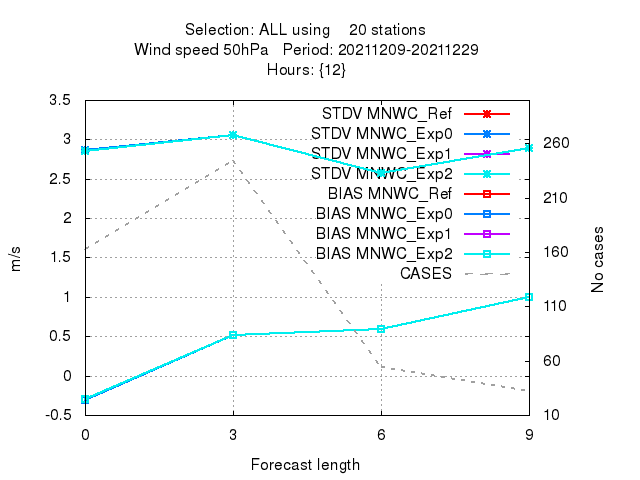 Selection: ALL using    20 stations
Wind speed 50hPa   Period: 20211209-20211229
Hours: {12}
3.5
3
2.5
2
1.5
1
0.5
0
-0.5
m/s
STDV MNWC_Ref
STDV MNWC_Exp0
STDV MNWC_Exp1
STDV MNWC_Exp2
BIAS MNWC_Ref
BIAS MNWC_Exp0
BIAS MNWC_Exp1
BIAS MNWC_Exp2
CASES
260
210
160
110
60
10
No cases
0 3 6 9
Forecast length